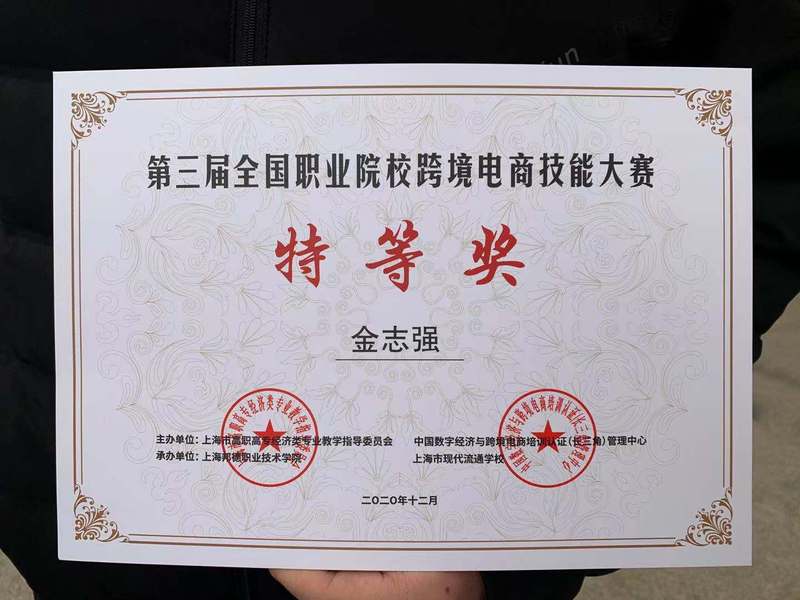 第三届全国职业院校跨境电商技能大赛
特等奖
金志强
主办单位：上海市高职高专经济类专业教学指导委员会 中国数字经济与跨境电商培训认证(长三角)管理中心
承办单位：上海邦德职业技术学院 上海市现代流通学校
二〇二〇年十二月